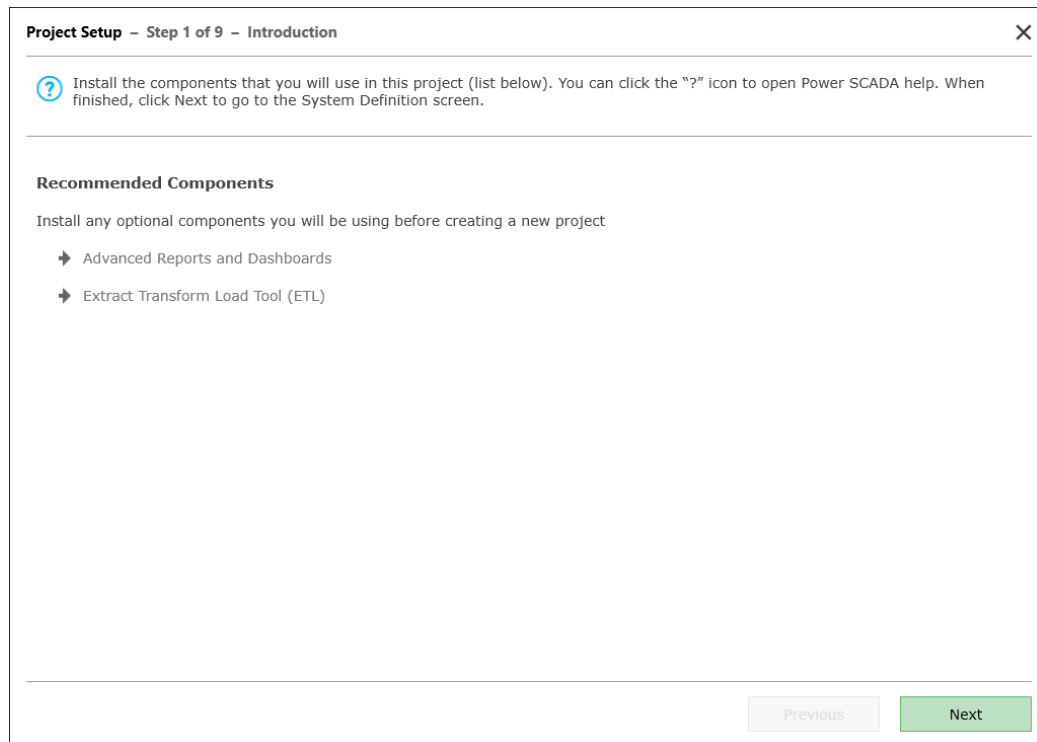 Project Setup – Step 1 of 9 – Introduction
? Install the components that you will use in this project (list below). You can click the “?” icon to open Power SCADA help. When
finished, click Next to go to the System Definition screen.
Recommended Components
Install any optional components you will be using before creating a new project
Advanced Reports and Dashboards
Extract Transform Load Tool (ETL)
Previous Next